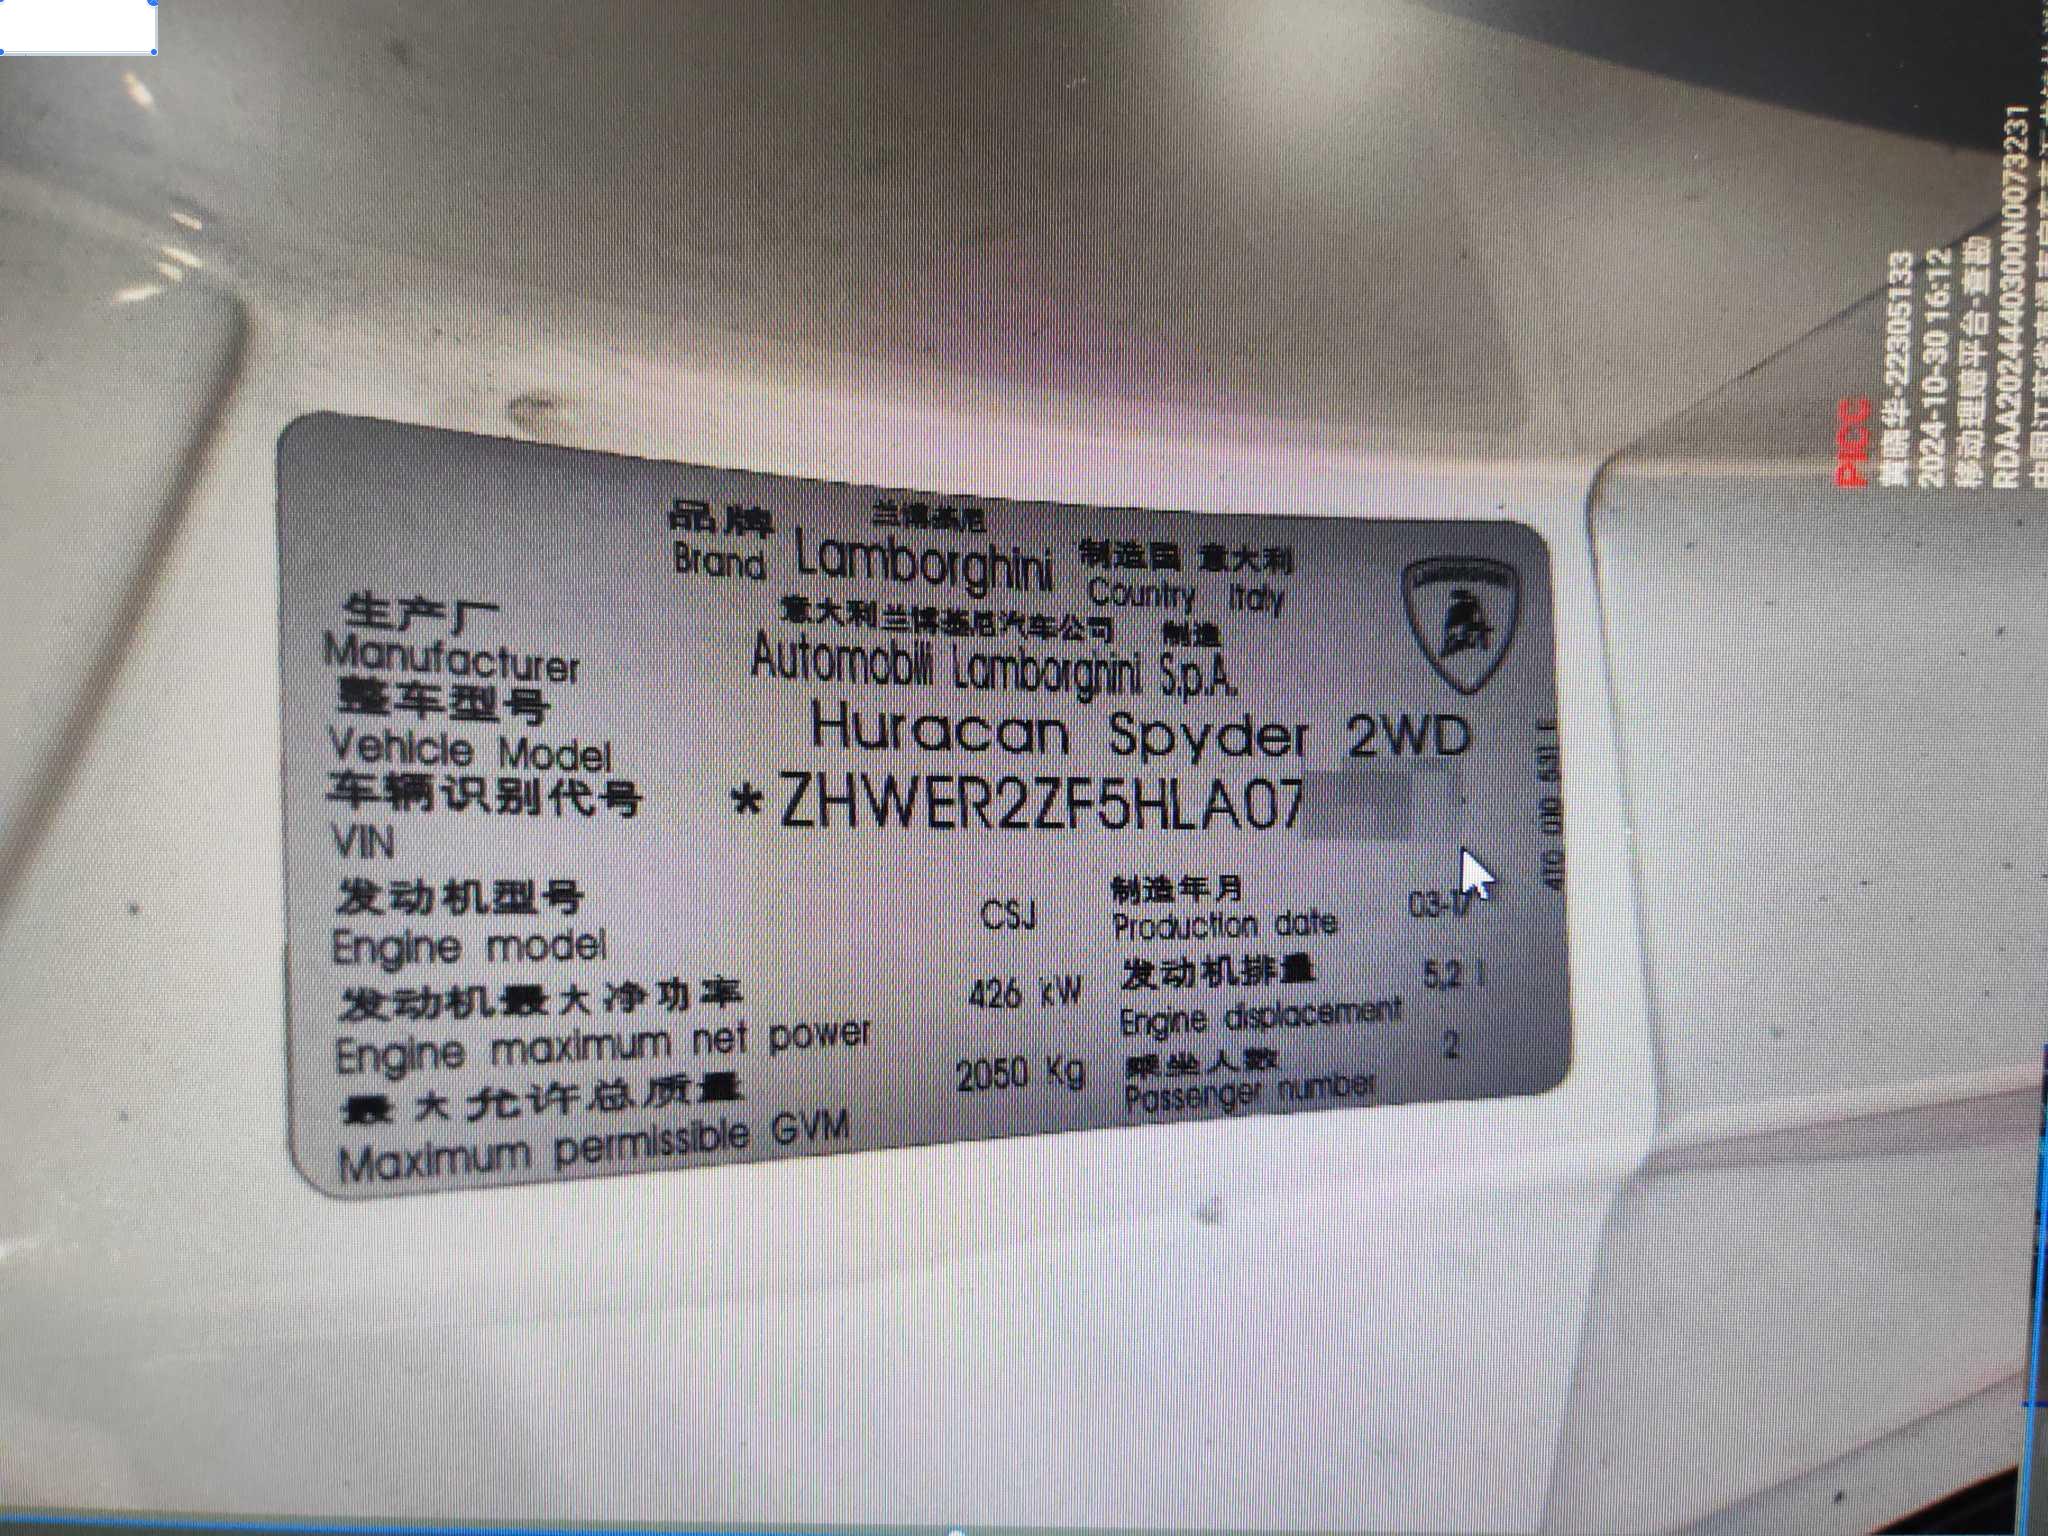 品牌 兰博基尼
Brand Lamborghini 制造国 意大利
Country Italy
生产厂 意大利兰博基尼汽车公司 制造
Manufacturer Automobili Lamborghini S.p.A.
整车型号
Vehicle Model Huracan Spyder 2WD
车辆识别代号
VIN *ZHWER2ZF5HLA07
发动机型号 制造年月
Engine model CSJ Production date 03-17
发动机最大净功率 426 kW 发动机排量 5,2 l
Engine maximum net power Engine displacement
最大允许总质量 2050 Kg 乘坐人数 2
Maximum permissible GVM Passenger number
PICC
华-22305133
2024-10-30 16:12
移动理赔平台-查勘
RDAA2024440300N0073231